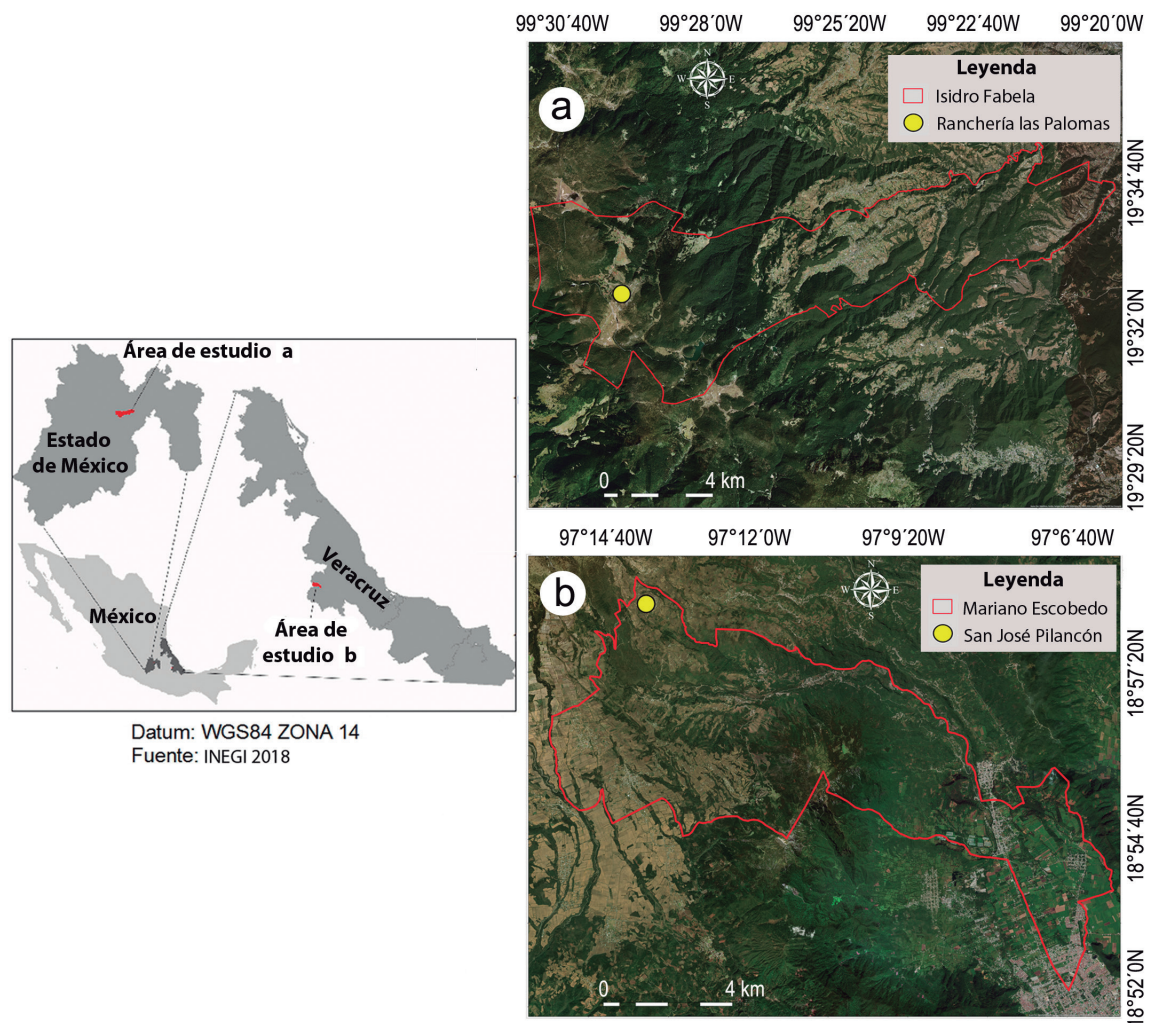 Área de estudio a
Estado
de México
México
Veracruz
Área de
estudio b
Datum: WGS84 ZONA 14
Fuente: INEGI 2018
99°30´40W 99°28´0W 99°25´20W 99°22´40W 99°20´0W
a
N
W E
S
Leyenda
Isidro Fabela
Ranchería las Palomas
19°34´40N
19°32´0N
19°29´20N
0 4 km
97°14´40W 97°12´0W 97°9´20W 97°6´40W
b
N
W E
S
Leyenda
Mariano Escobedo
San José Pilancón
18°57´20N
18°54´40N
18°52´0N
0 4 km